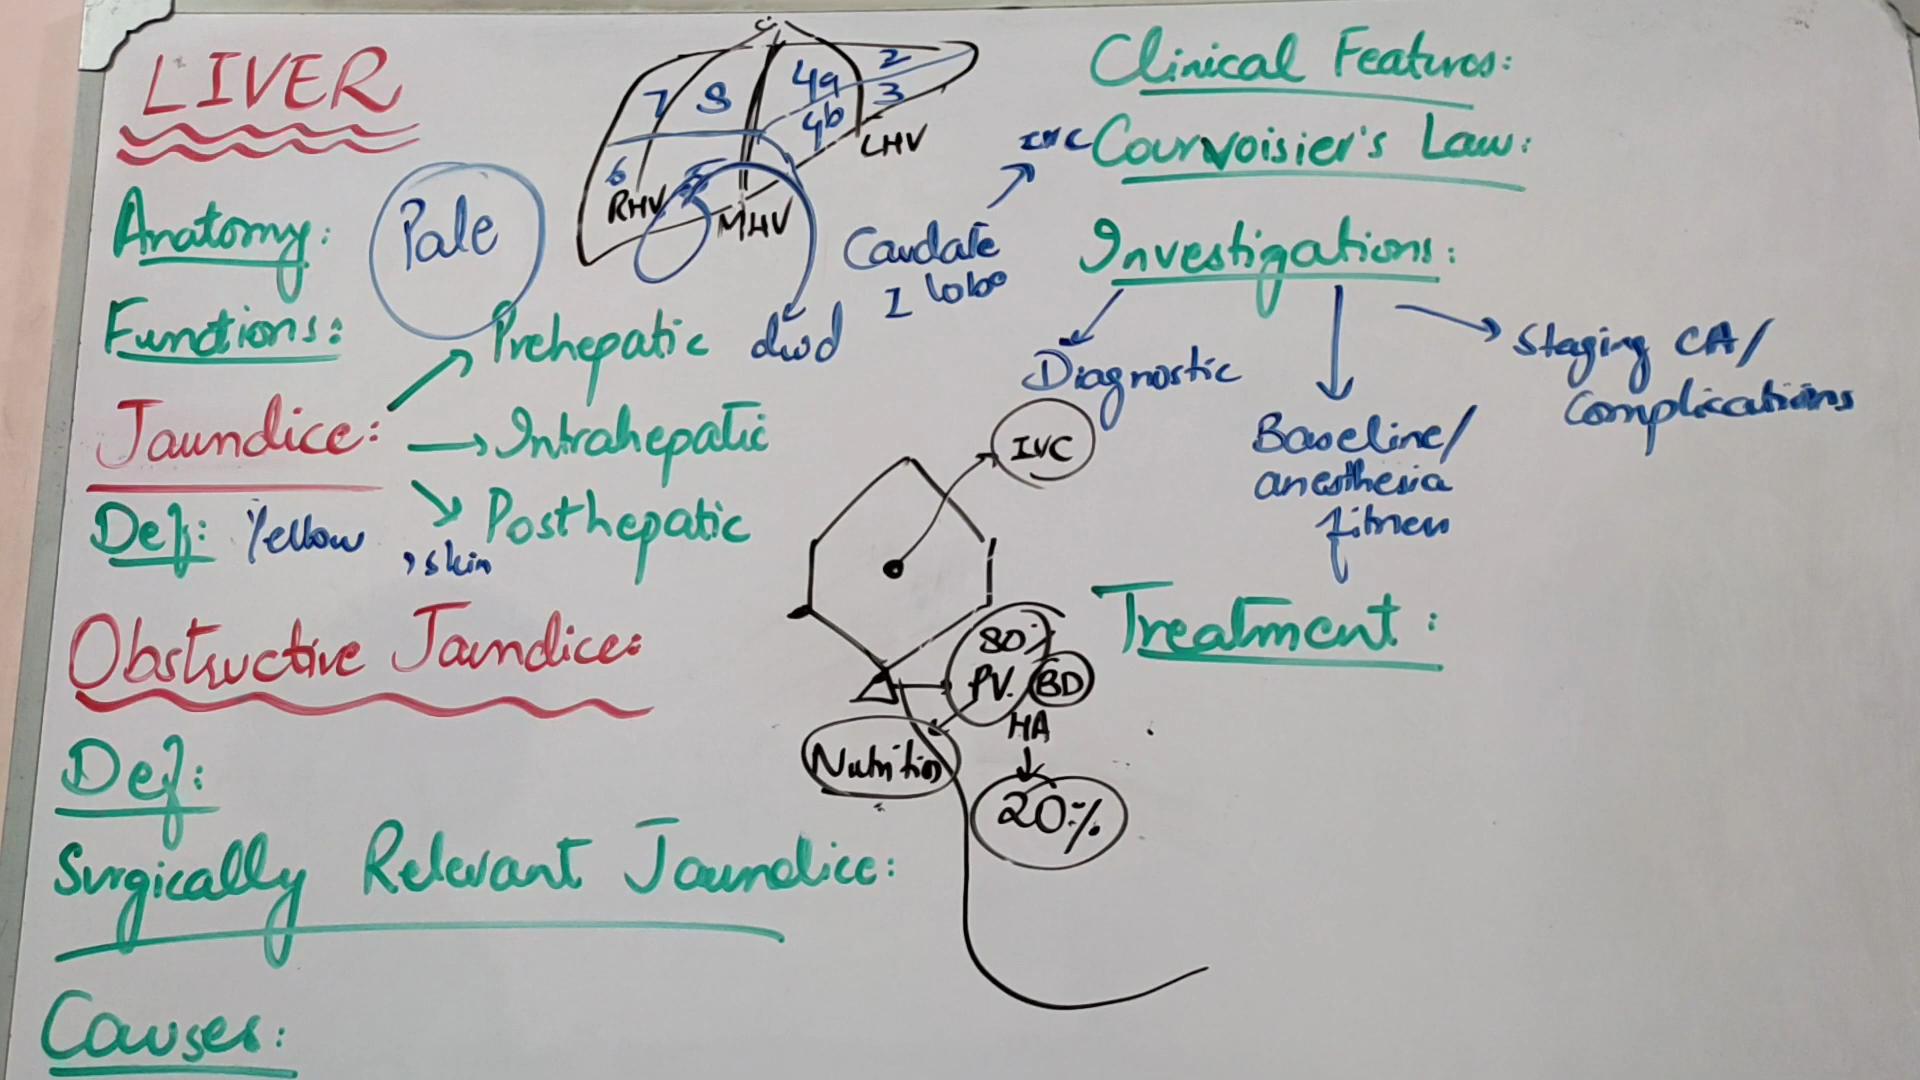 LIVER
Anatomy:
Pale
Functions:
Jaundice:
Prehepatic
Intrahepatic
Posthepatic
Def: Yellow , skin
Obstructive Jaundice:
Def:
Surgically Relevant Jaundice:
Causes:
7 8 4a 2
4b 3
6 5
RHV MHV LHV
Caudate
1 lobe
IVC
IVC
80%
PV. BD
HA
20%
Nutrition
Clinical Features:
Courvoisier's Law:
Investigations:
Diagnostic
Baseline/
anesthesia
fitness
Staging CA/
Complications
Treatment: